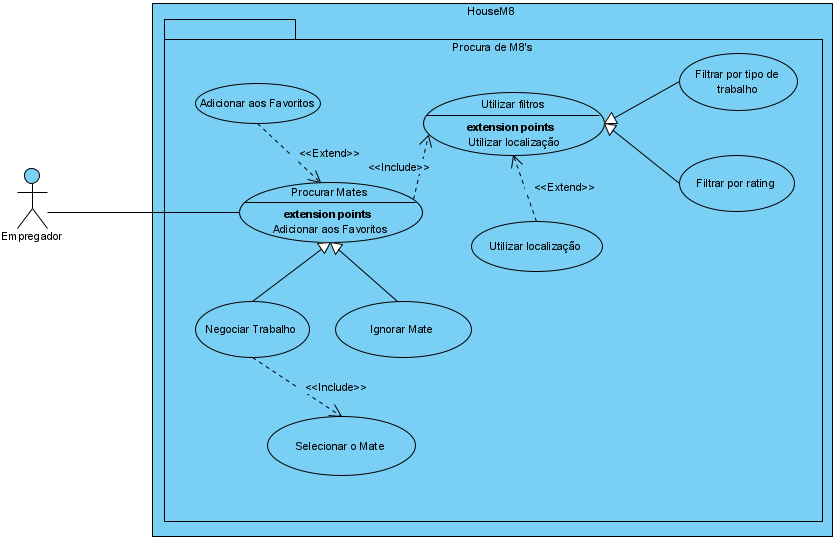 HouseM8
Procura de M8's
Filtrar por tipo de
trabalho
Adicionar aos Favoritos
Utilizar filtros
extension points
Utilizar localização
<<Extend>>
<<Include>>
Procurar Mates
extension points
Adicionar aos Favoritos
Filtrar por rating
<<Extend>>
Empregador
Utilizar localização
Negociar Trabalho
Ignorar Mate
<<Include>>
Selecionar o Mate